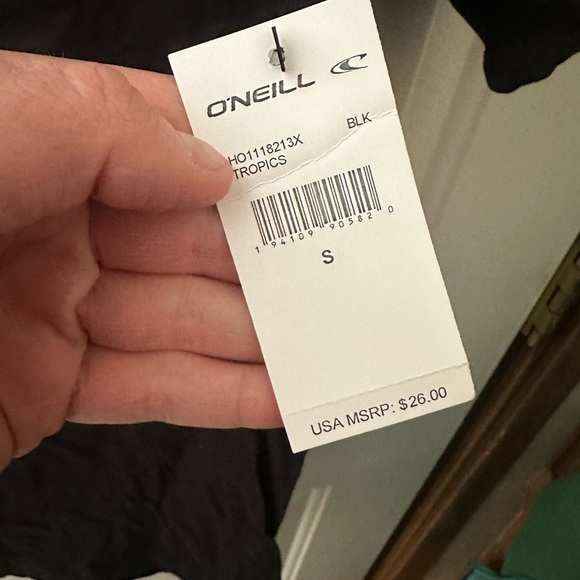 O'NEILL
HO1118213X BLK
TROPICS
1 94109 90582 0
S
USA MSRP: $26.00